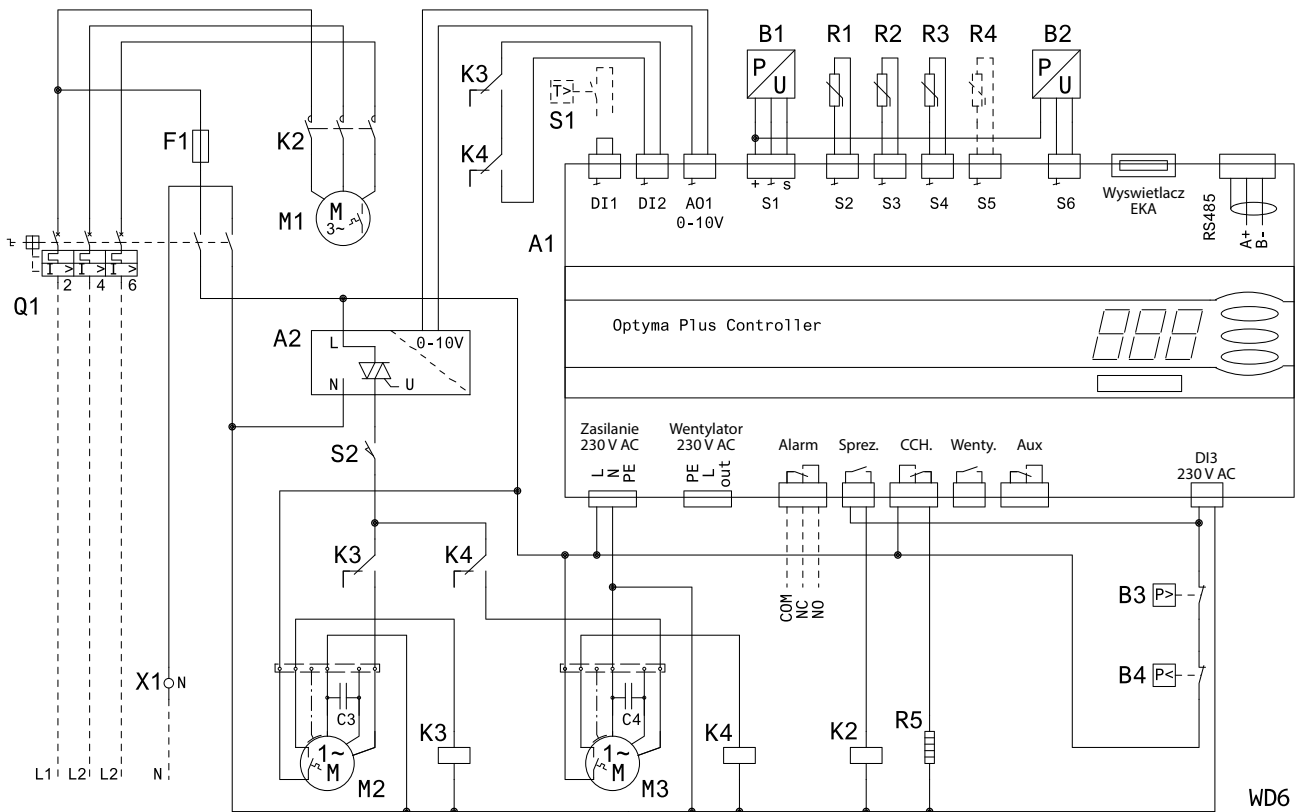 B1 R1 R2 R3 R4 B2
P U
P U
K3
T>
S1
K4
F1
K2
M
3~
M1
+ s
DI1 DI2 AO1 S1 S2 S3 S4 S5 S6
0-10V
Wyswietlacz
EKA
RS485
A+
B-
A1
I > I > I >
2 4 6
Q1
Optyma Plus Controller
A2
L
0-10V
N
U
Zasilanie
230 V AC
Wentylator
230 V AC
Alarm
Sprez.
CCH.
Wenty.
Aux
DI3
230 V AC
L
N
PE
PE
L
out
S2
K3
K4
COM
NC
NO
B3 P>
B4 P<
X1 N
C3
C4
1~
M
M2
K3
1~
M
M3
K4
K2
R5
L1 L2 L2 N
WD6